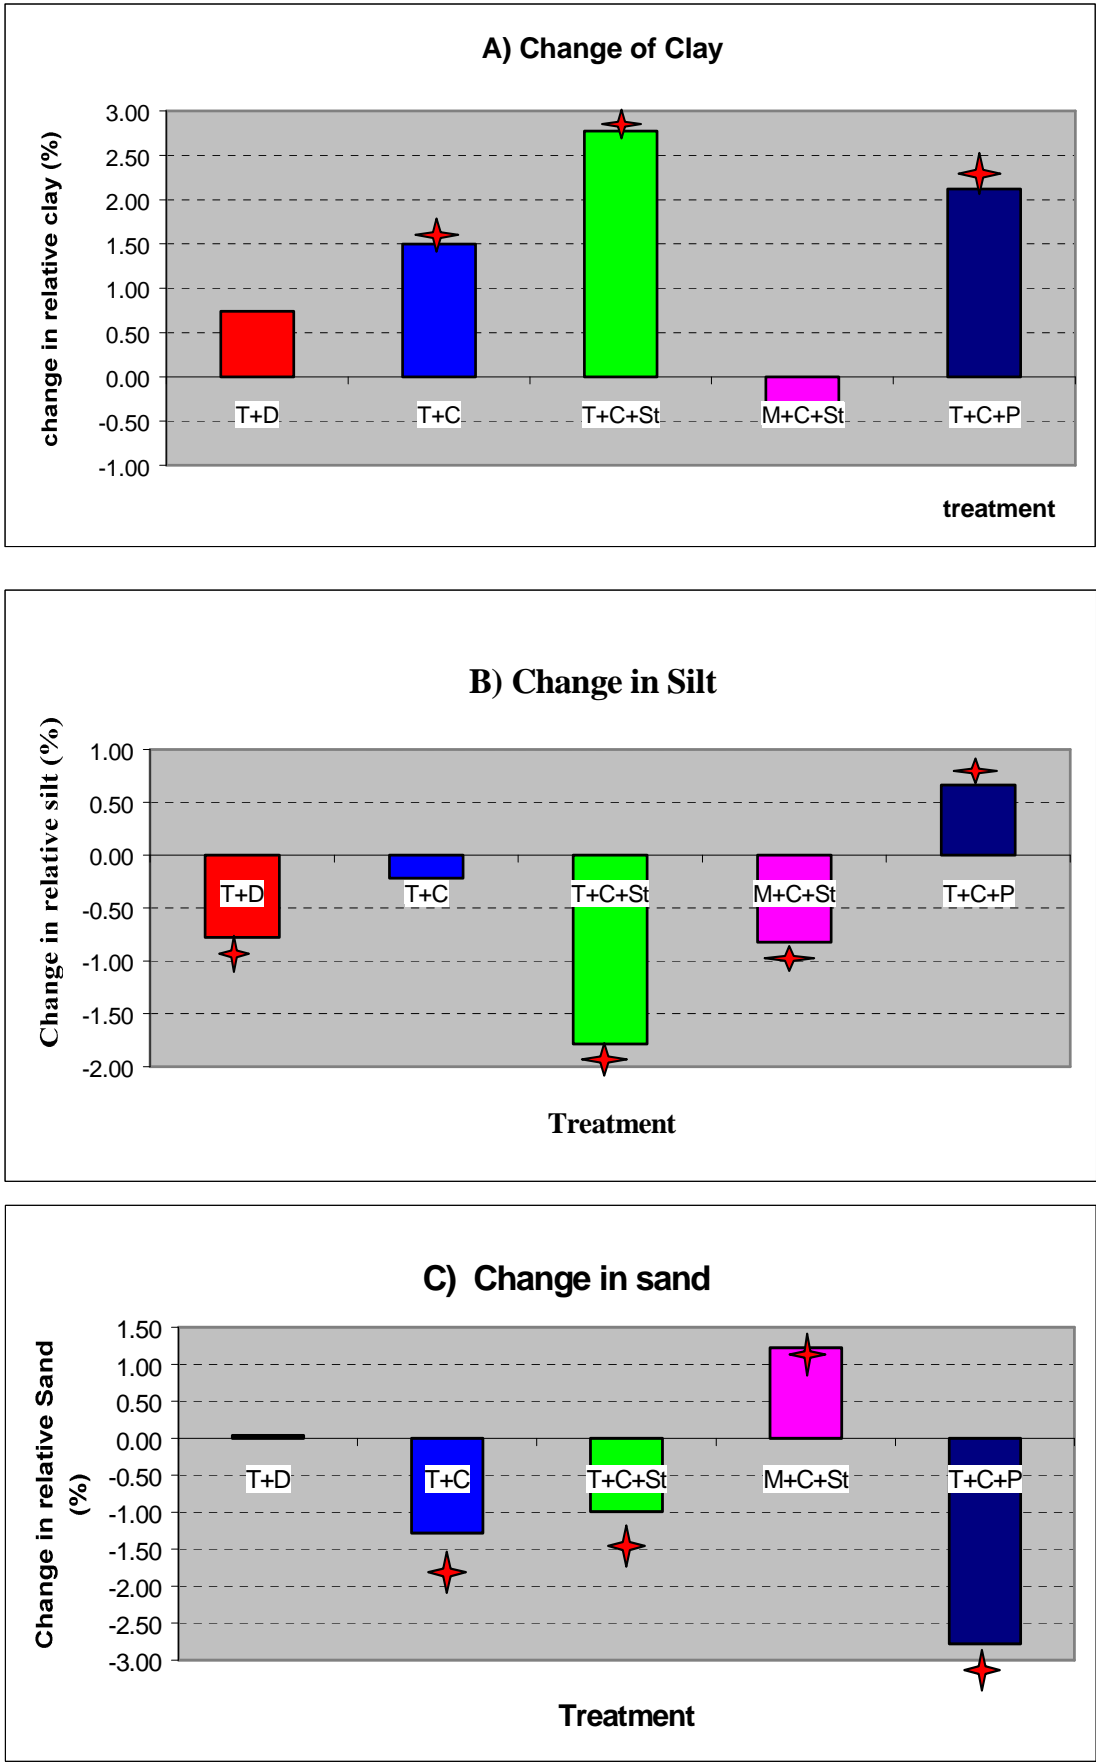 A) Change of Clay
change in relative clay (%)
3.00
2.50
2.00
1.50
1.00
0.50
0.00
-0.50
-1.00
T+D
T+C
T+C+St
M+C+St
T+C+P
treatment
B) Change in Silt
Change in relative silt (%)
1.00
0.50
0.00
-0.50
-1.00
-1.50
-2.00
T+D
T+C
T+C+St
M+C+St
T+C+P
Treatment
C) Change in sand
Change in relative Sand
(%)
1.50
1.00
0.50
0.00
-0.50
-1.00
-1.50
-2.00
-2.50
-3.00
T+D
T+C
T+C+St
M+C+St
T+C+P
Treatment